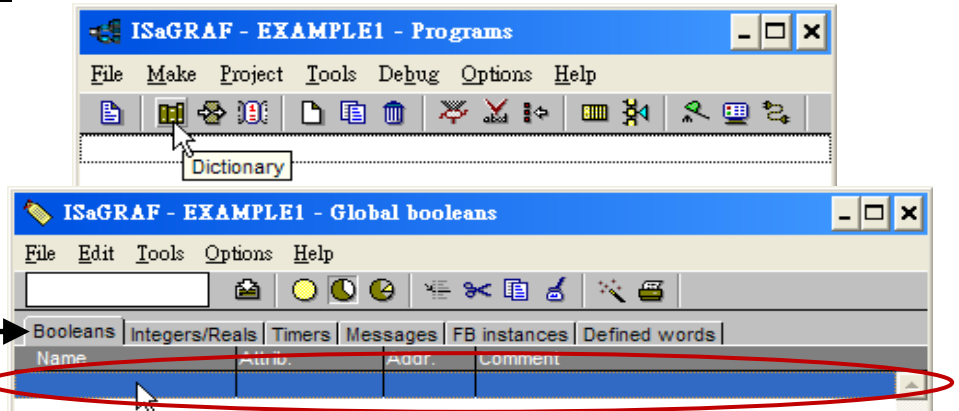 ISaGRAF - EXAMPLE1 - Programs
File Make Project Tools Debug Options Help
Dictionary
ISaGRAF - EXAMPLE1 - Global booleans
File Edit Tools Options Help
Booleans Integers/Reals Timers Messages FB instances Defined words
Name Attrib. Addr. Comment